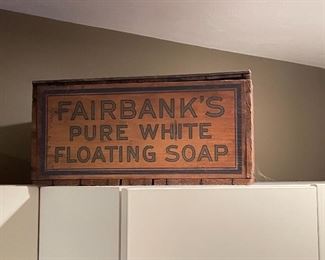 FAIRBANK'S
PURE WHITE
FLOATING SOAP